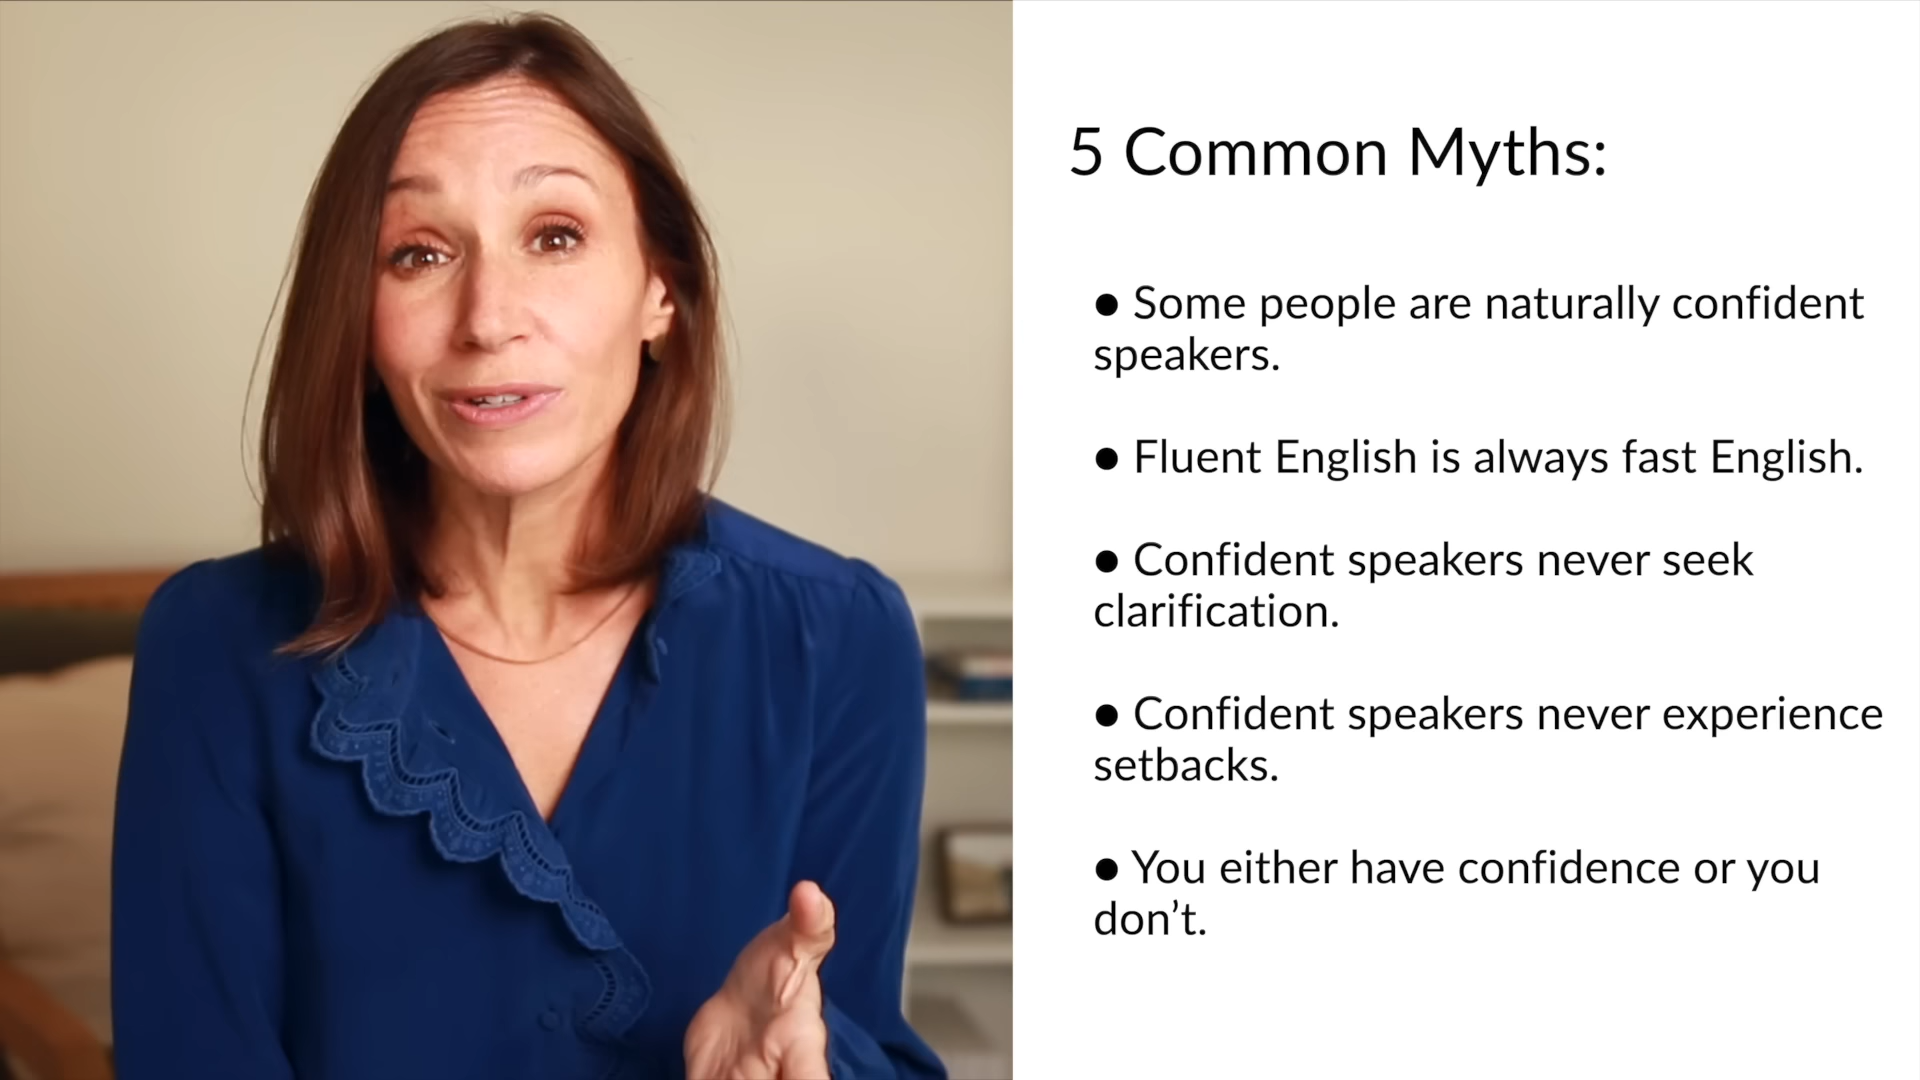 5 Common Myths:
● Some people are naturally confident
speakers.
● Fluent English is always fast English.
● Confident speakers never seek
clarification.
● Confident speakers never experience
setbacks.
● You either have confidence or you
don’t.